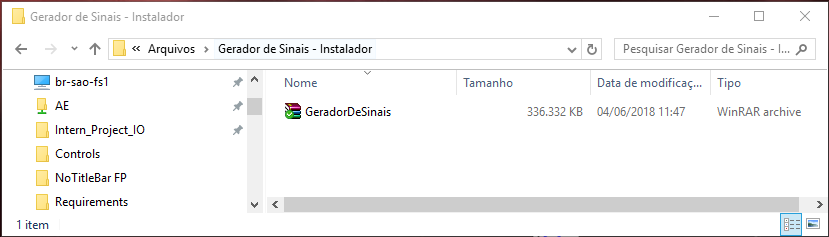 Gerador de Sinais - Instalador
« Arquivos > Gerador de Sinais - Instalador
Pesquisar Gerador de Sinais - I...
br-sao-fs1
AE
Intern_Project_IO
Controls
NoTitleBar FP
Requirements
Nome Tamanho Data de modificaç... Tipo
GeradorDeSinais 336.332 KB 04/06/2018 11:47 WinRAR archive
1 item